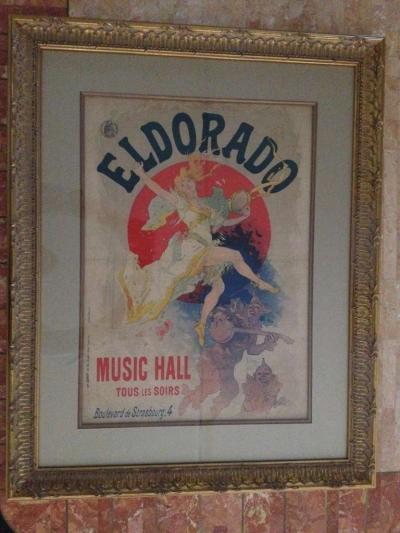 ELDORADO
MUSIC HALL
TOUS LES SOIRS
Boulevard de Strasbourg, 4